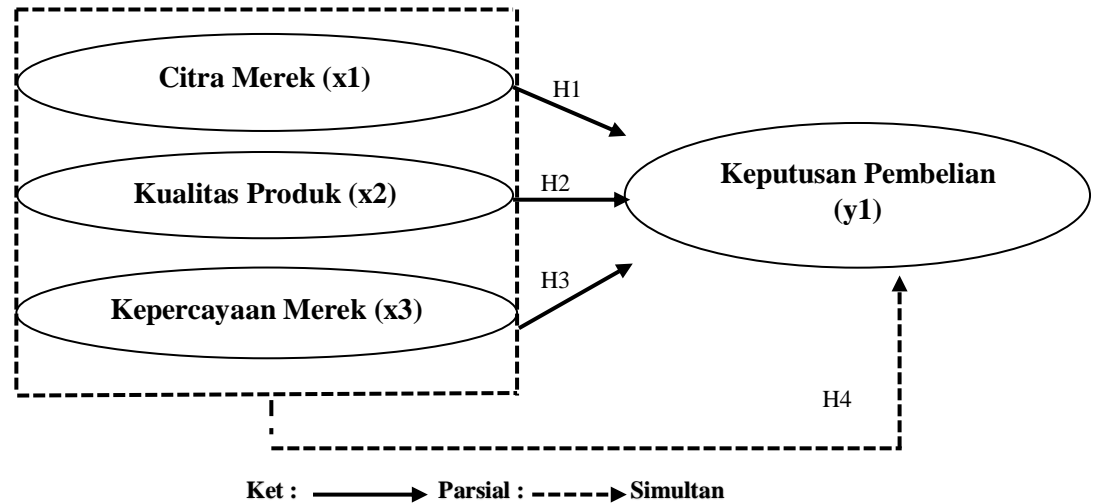 Citra Merek (x1)
H1
Kualitas Produk (x2)
H2
Keputusan Pembelian
(y1)
Kepercayaan Merek (x3)
H3
H4
Ket : Parsial : Simultan